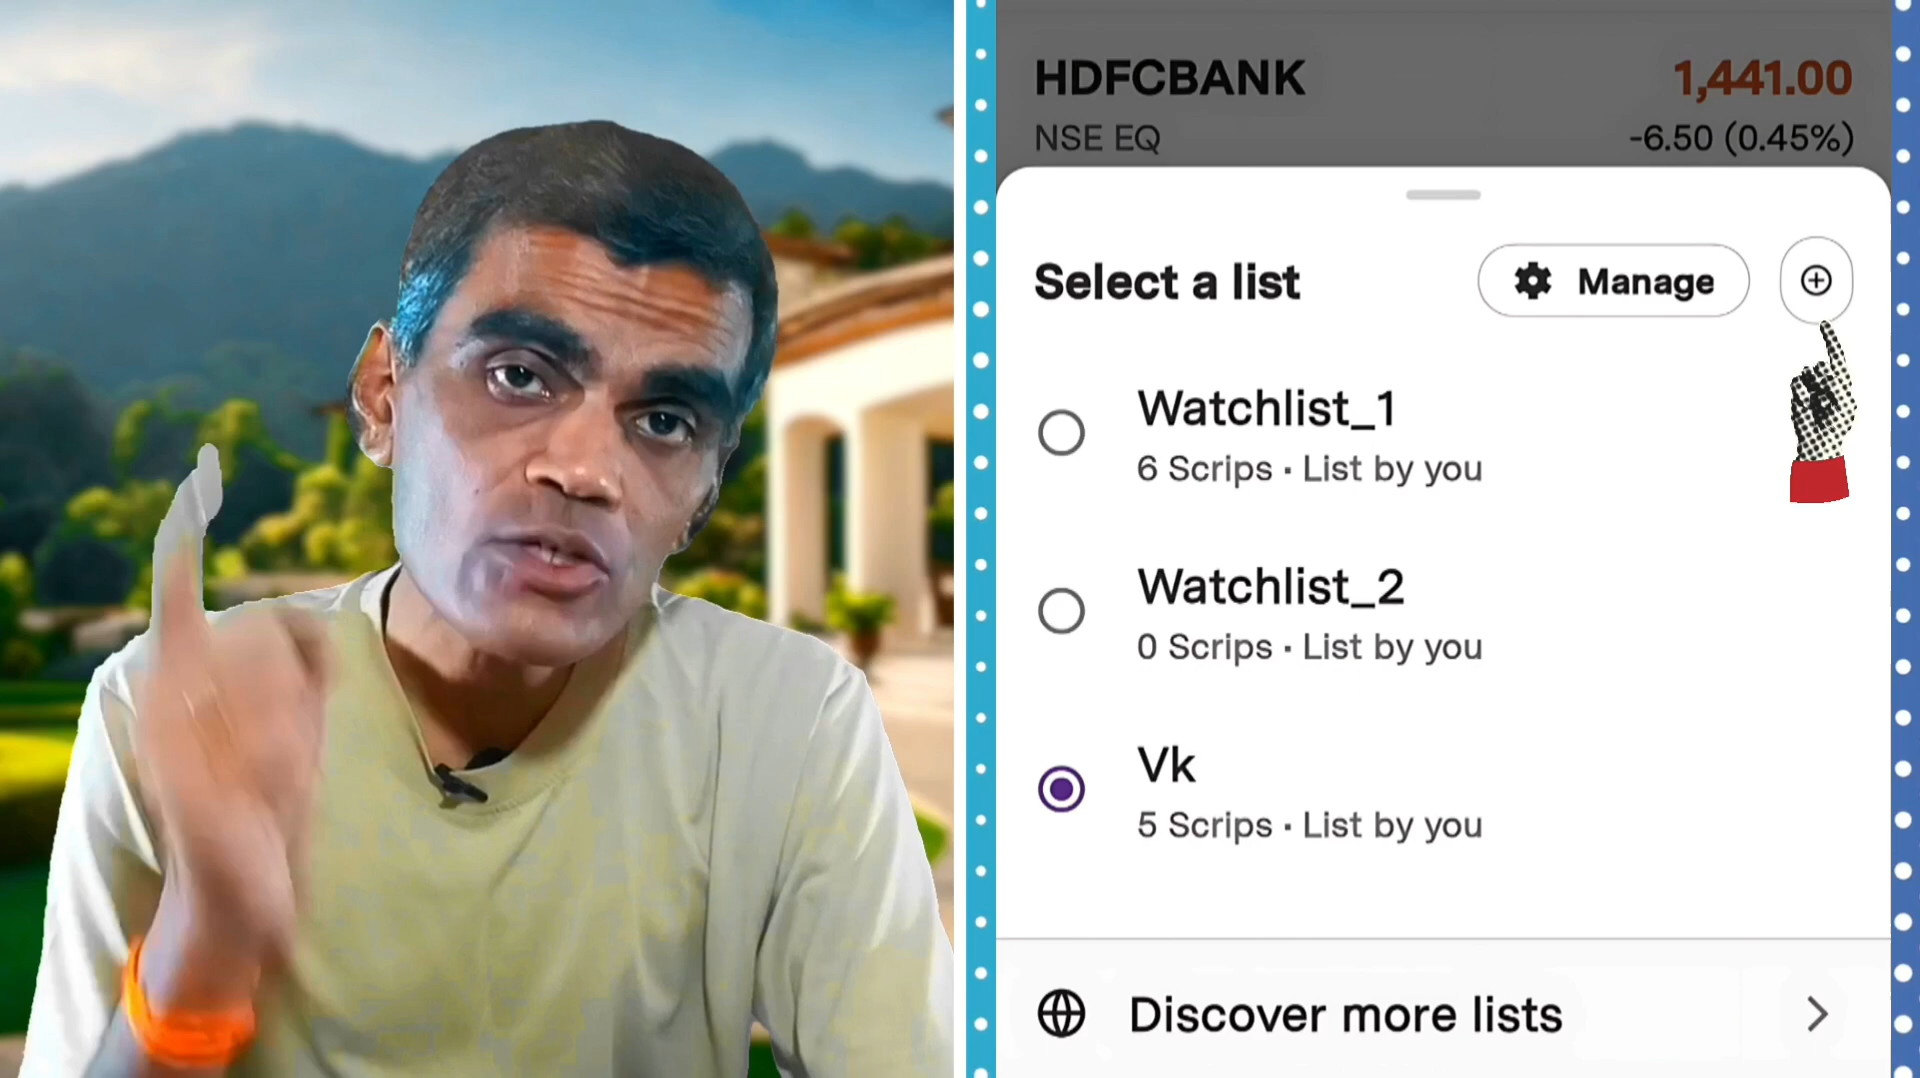 HDFCBANK 1,441.00
NSE EQ -6.50 (0.45%)
Select a list Manage
Watchlist_1
6 Scrips · List by you
Watchlist_2
0 Scrips · List by you
Vk
5 Scrips · List by you
Discover more lists